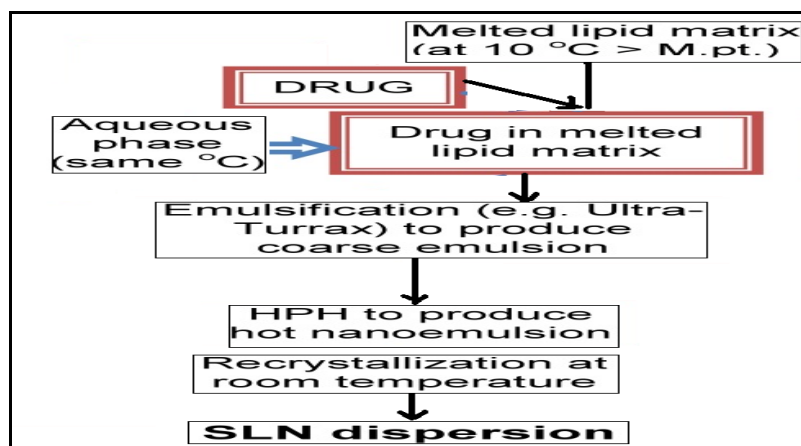 Melted lipid matrix
(at 10 °C > M.pt.)
DRUG
Aqueous
phase
(same °C)
Drug in melted
lipid matrix
Emulsification (e.g. Ultra-
Turrax) to produce
coarse emulsion
HPH to produce
hot nanoemulsion
Recrystallization at
room temperature
SLN dispersion